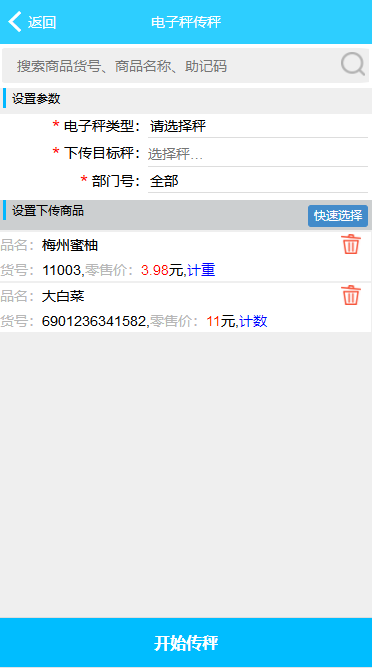 返回 电子秤传秤
搜索商品货号、商品名称、助记码
设置参数
* 电子秤类型： 请选择秤
* 下传目标秤： 选择秤...
* 部门号： 全部
设置下传商品 快速选择
品名： 梅州蜜柚
货号： 11003,零售价： 3.98元,计重
品名： 大白菜
货号： 6901236341582,零售价： 11元,计数
开始传秤